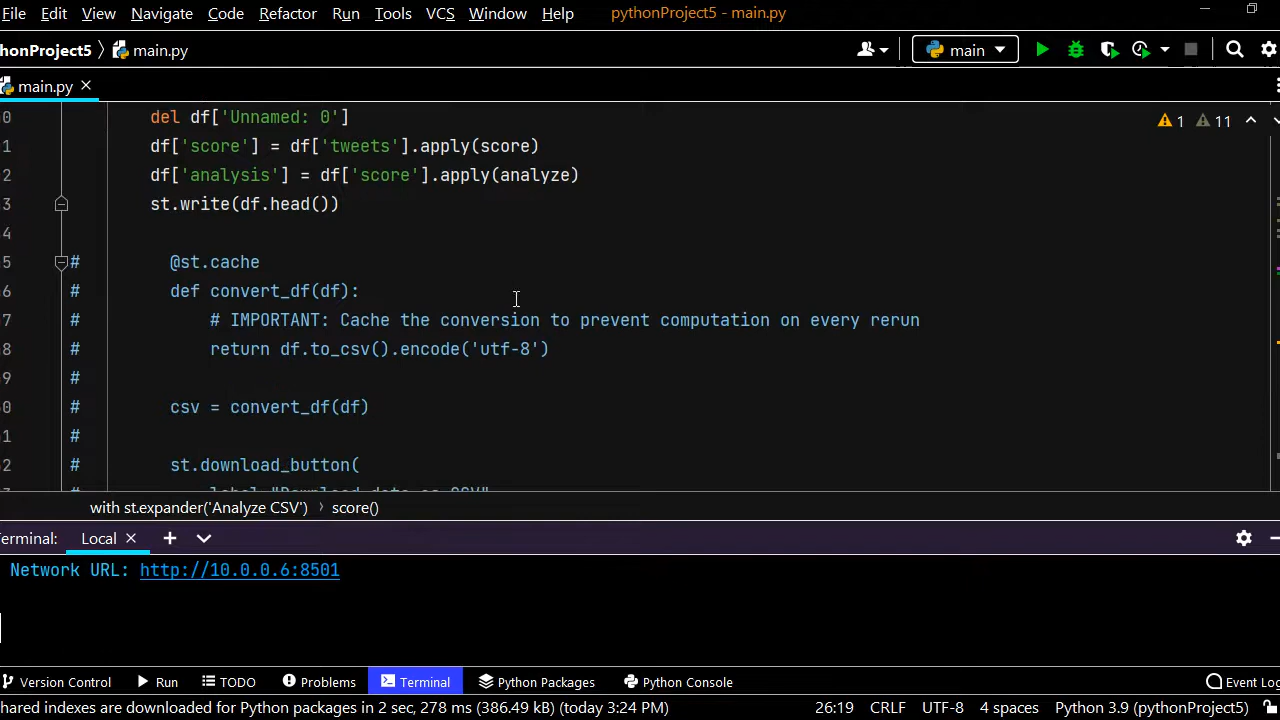 File Edit View Navigate Code Refactor Run Tools VCS Window Help pythonProject5 - main.py
honProject5 main.py main
main.py
0 del df['Unnamed: 0'] 1 11
1 df['score'] = df['tweets'].apply(score)
2 df['analysis'] = df['score'].apply(analyze)
3 st.write(df.head())
4
5 # @st.cache
6 # def convert_df(df):
7 # # IMPORTANT: Cache the conversion to prevent computation on every rerun
8 # return df.to_csv().encode('utf-8')
9 #
0 # csv = convert_df(df)
1 #
2 # st.download_button(
with st.expander('Analyze CSV') › score()
erminal: Local
Network URL: http://10.0.0.6:8501
Version Control Run TODO Problems Terminal Python Packages Python Console Event Log
hared indexes are downloaded for Python packages in 2 sec, 278 ms (386.49 kB) (today 3:24 PM) 26:19 CRLF UTF-8 4 spaces Python 3.9 (pythonProject5)